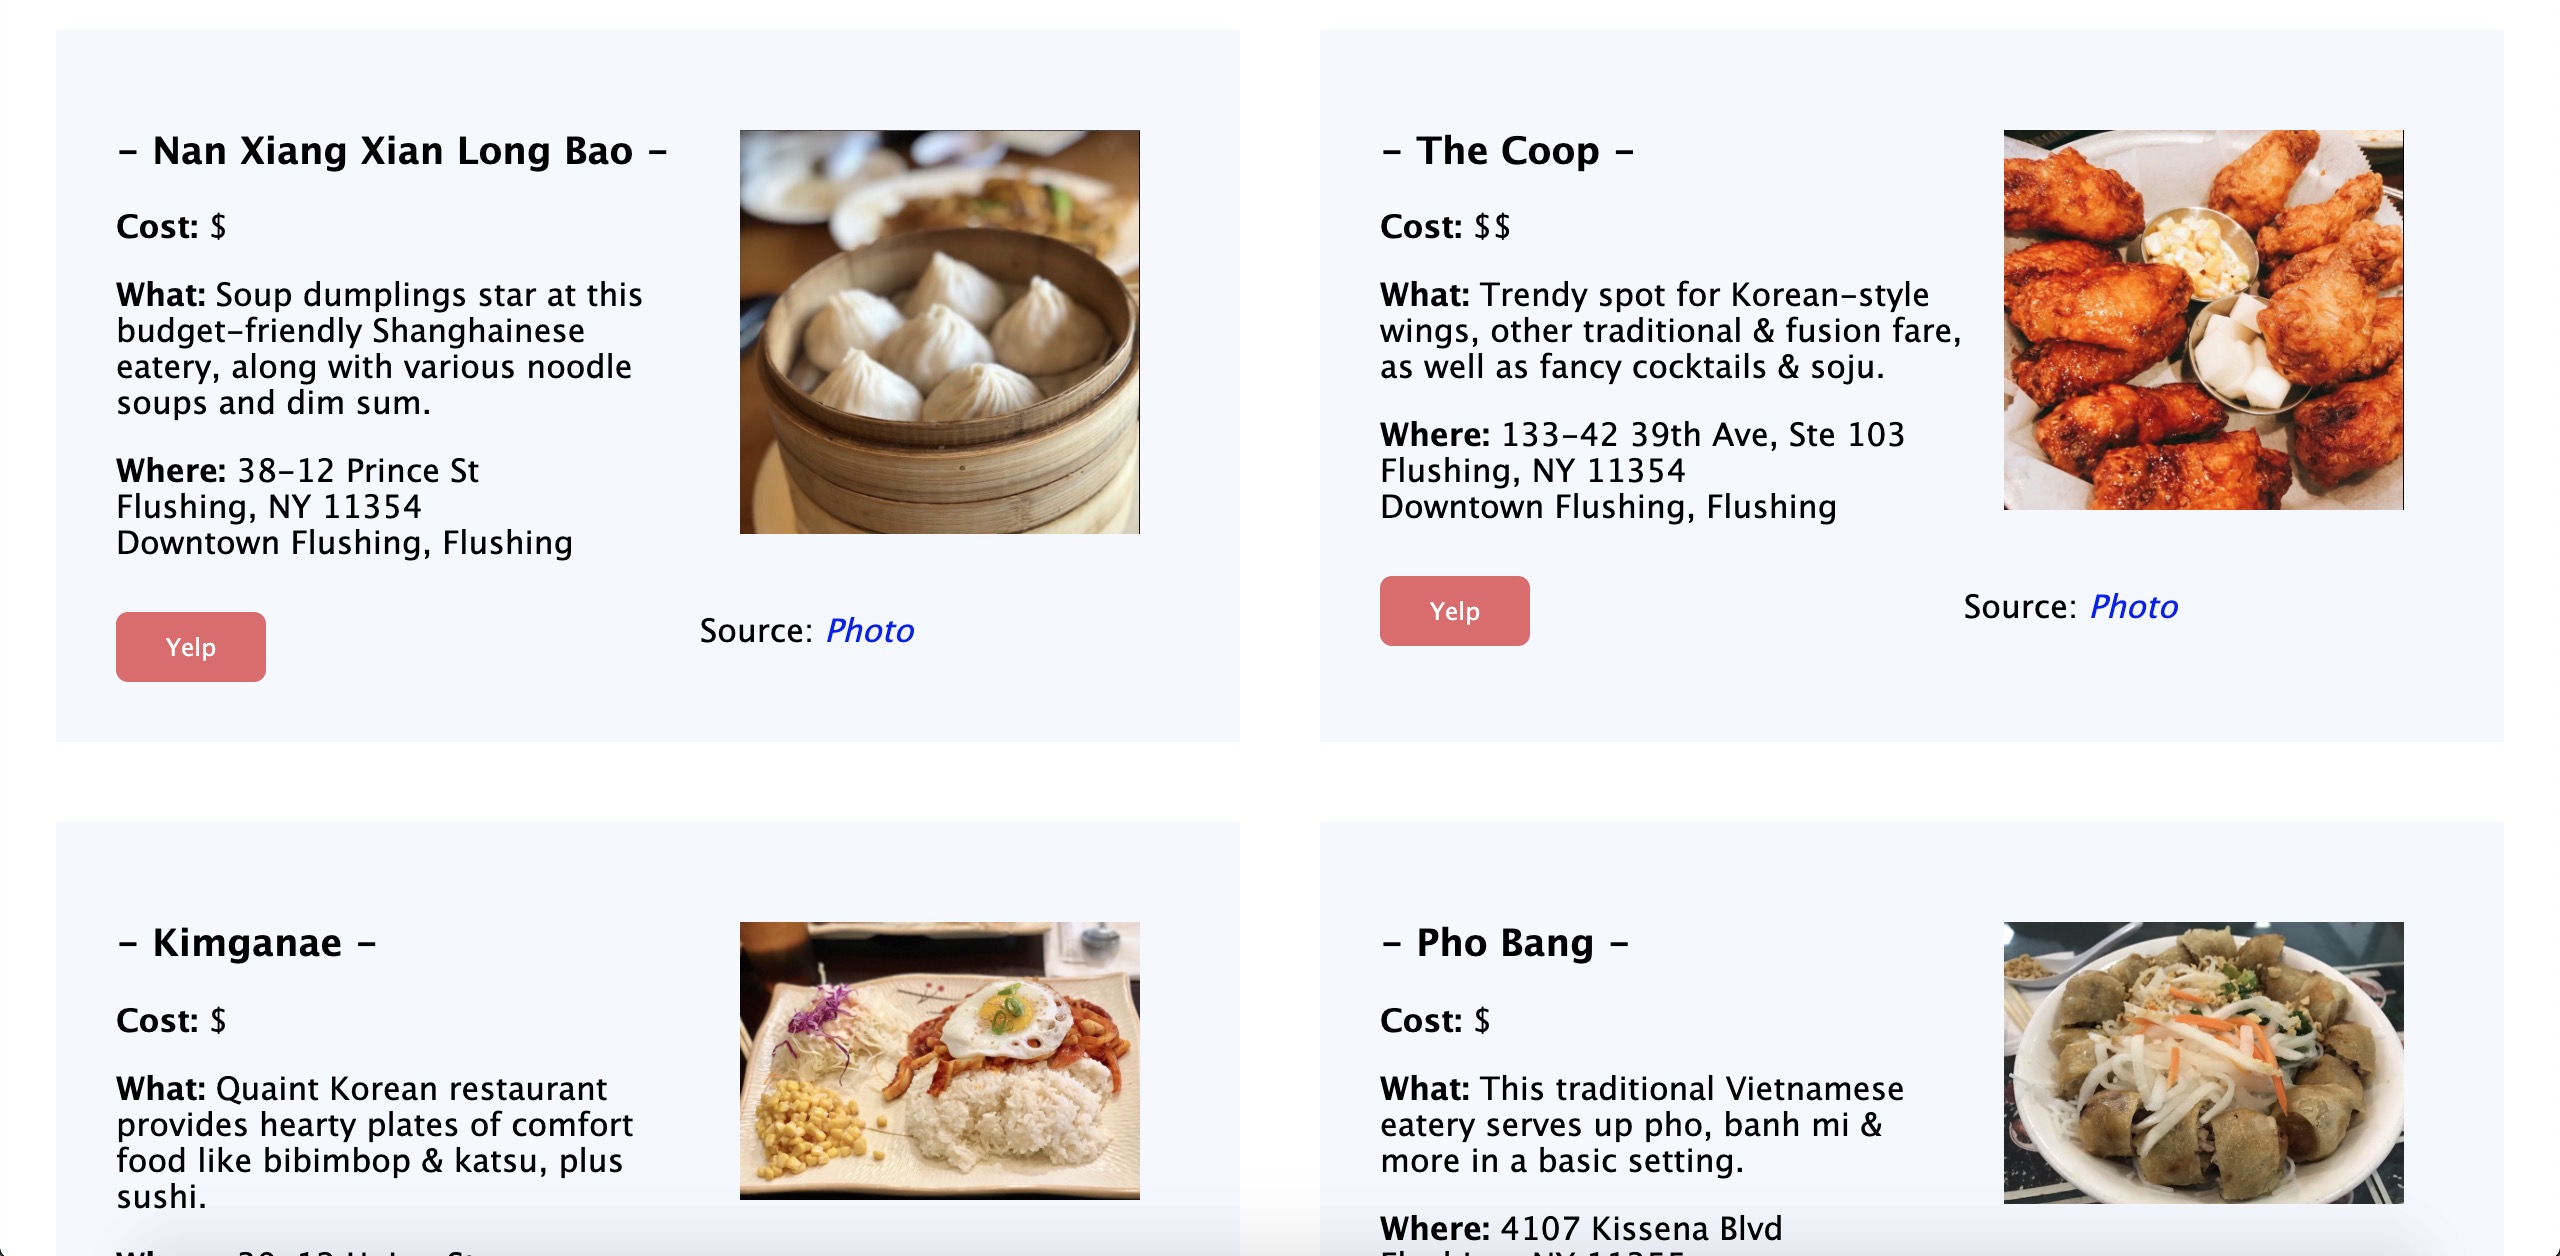 - Nan Xiang Xian Long Bao -
Cost: $
What: Soup dumplings star at this
budget-friendly Shanghainese
eatery, along with various noodle
soups and dim sum.
Where: 38-12 Prince St
Flushing, NY 11354
Downtown Flushing, Flushing
Yelp
Source: Photo
- The Coop -
Cost: $$
What: Trendy spot for Korean-style
wings, other traditional & fusion fare,
as well as fancy cocktails & soju.
Where: 133-42 39th Ave, Ste 103
Flushing, NY 11354
Downtown Flushing, Flushing
Yelp
Source: Photo
- Kimganae -
Cost: $
What: Quaint Korean restaurant
provides hearty plates of comfort
food like bibimbop & katsu, plus
sushi.
- Pho Bang -
Cost: $
What: This traditional Vietnamese
eatery serves up pho, banh mi &
more in a basic setting.
Where: 4107 Kissena Blvd